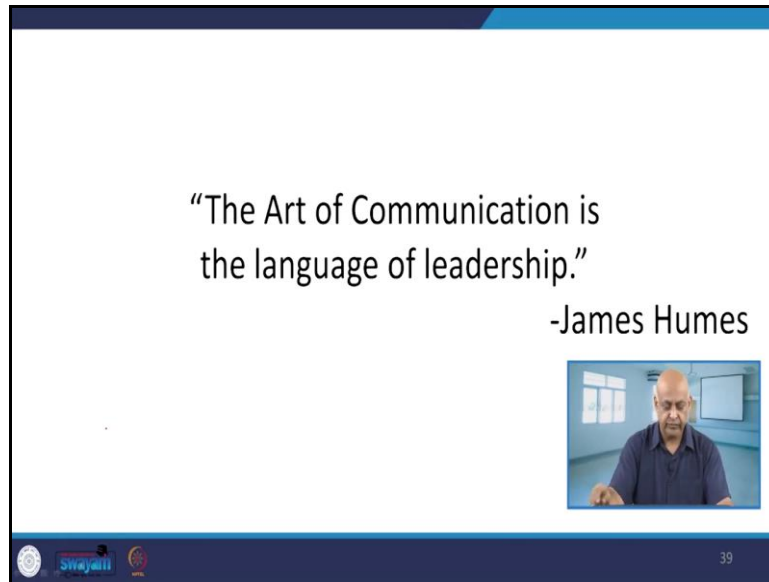 “The Art of Communication is
the language of leadership.”
-James Humes
swayam
39